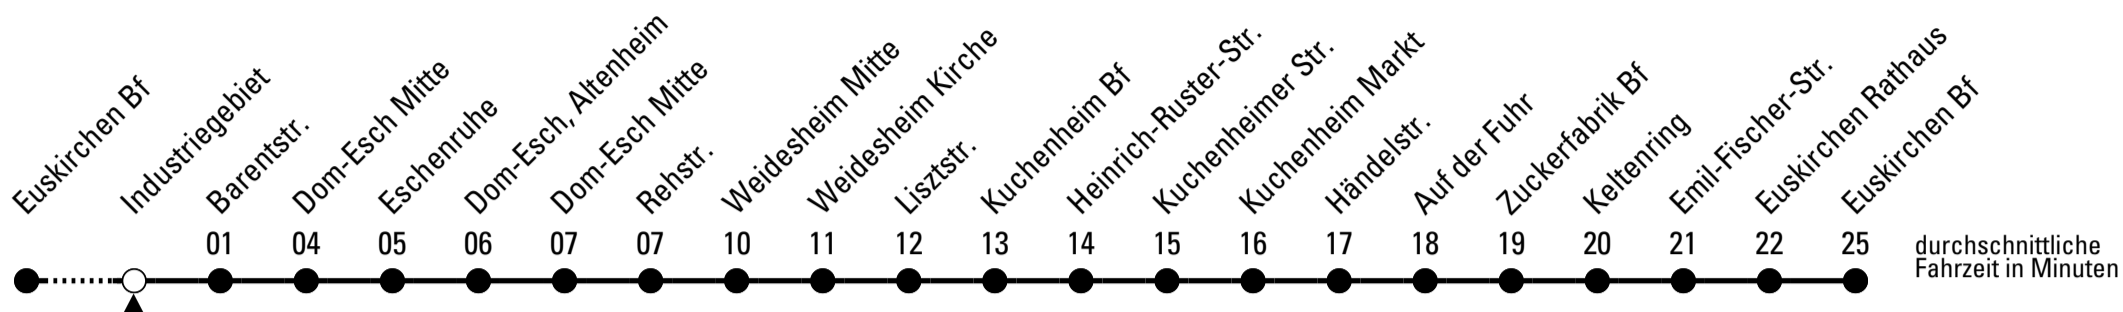 Euskirchen Bf
Industriegebiet
Barentstr.
Dom-Esch Mitte
Eschenruhe
Dom-Esch, Altenheim
Dom-Esch Mitte
Rehstr.
Weidesheim Mitte
Weidesheim Kirche
Lisztstr.
Kuchenheim Bf
Heinrich-Ruster-Str.
Kuchenheimer Str.
Kuchenheim Markt
Händelstr.
Auf der Fuhr
Zuckerfabrik Bf
Keltenring
Emil-Fischer-Str.
Euskirchen Rathaus
Euskirchen Bf
01 04 05 06 07 07 10 11 12 13 14 15 16 17 18 19 20 21 22 25
durchschnittliche
Fahrzeit in Minuten